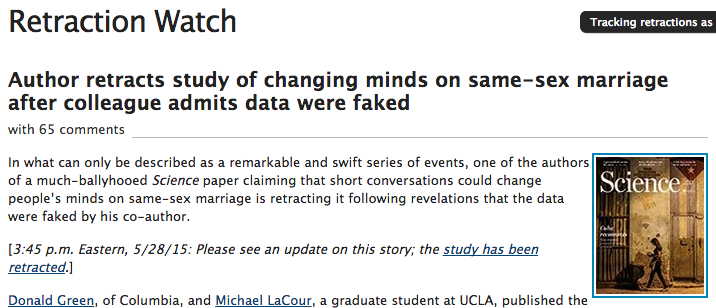 Retraction Watch
Tracking retractions as
Author retracts study of changing minds on same-sex marriage
after colleague admits data were faked
with 65 comments
In what can only be described as a remarkable and swift series of events, one of the authors
of a much-ballyhooed Science paper claiming that short conversations could change
people's minds on same-sex marriage is retracting it following revelations that the data
were faked by his co-author.
Science
[3:45 p.m. Eastern, 5/28/15: Please see an update on this story; the study has been
retracted.]
Donald Green, of Columbia, and Michael LaCour, a graduate student at UCLA, published the